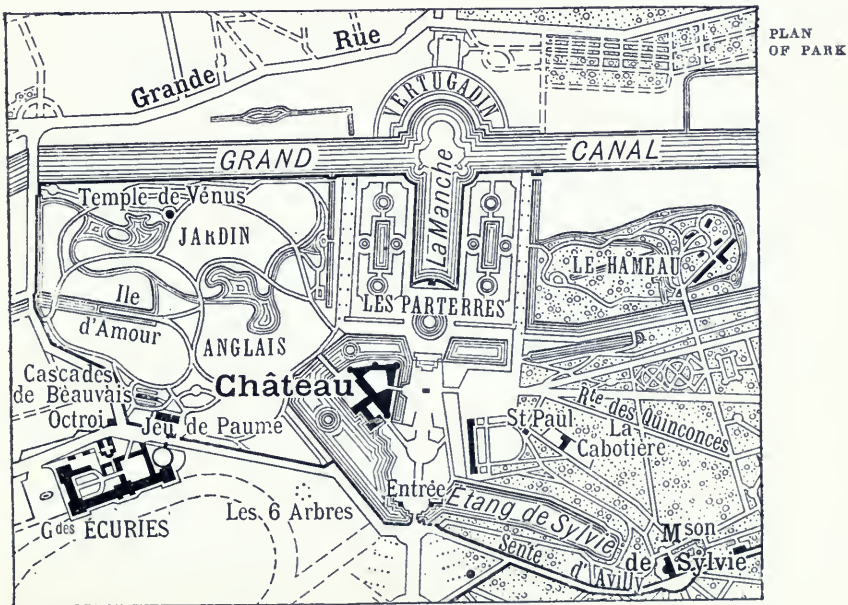 PLAN
OF PARK
Grande Rue
VERTUGADIN
GRAND CANAL
La Manche
Temple de Vénus
JARDIN
LE HAMEAU
Ile
d'Amour
LES PARTERRES
ANGLAIS
Château
Cascades
de Beauvais
Octroi
Jeu de Paume
St Paul
La
Cabotière
Rte des Quinconces
Entrée
Etang de Sylvie
Les 6 Arbres
Gdes ÉCURIES
Sente
d'Avilly
Mson
de Sylvie